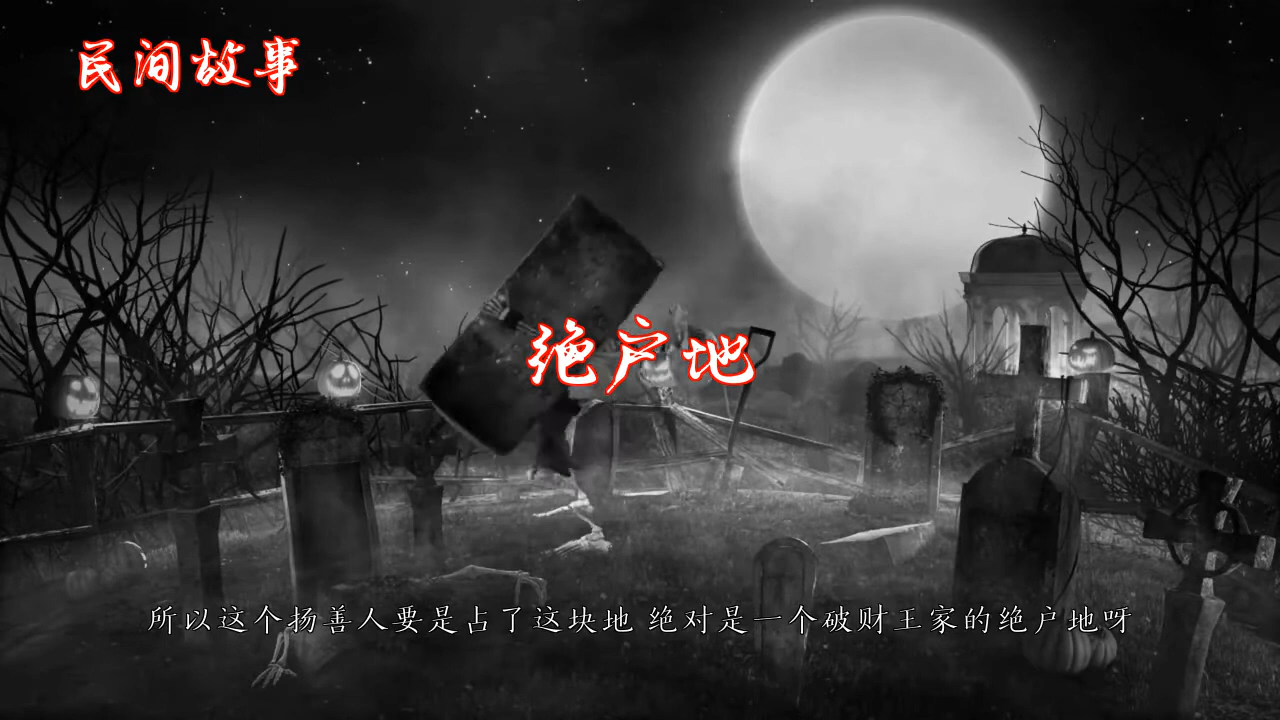 民间故事
绝户地
所以这个扬善人要是占了这块地 绝对是一个破财王家的绝户地呀